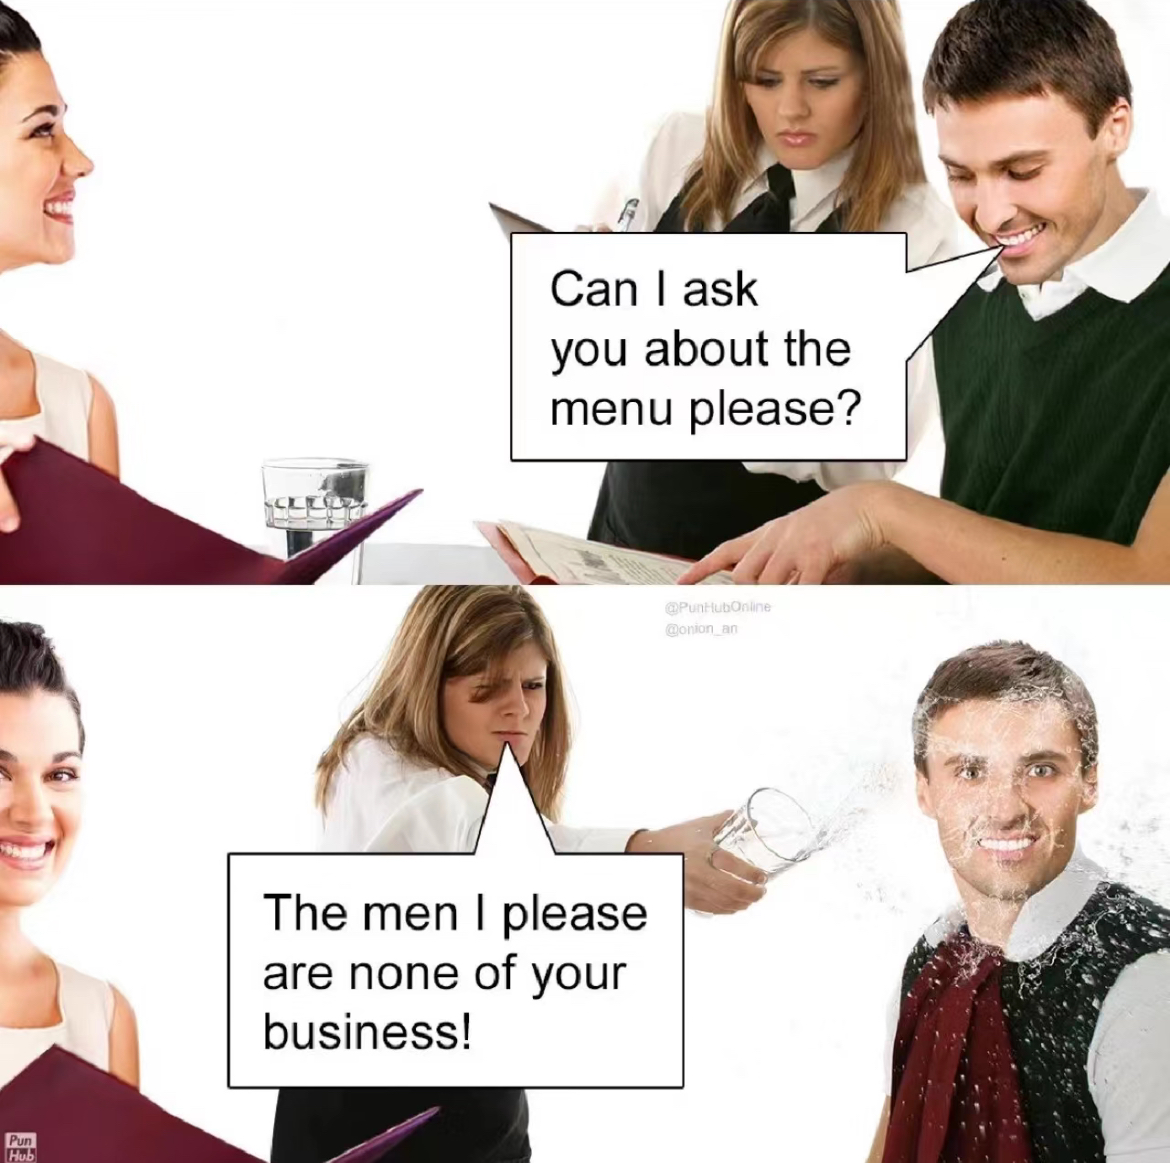 Can I ask
you about the
menu please?
@PunHubOnline
@onion_an
The men I please
are none of your
business!
Pun
Hub